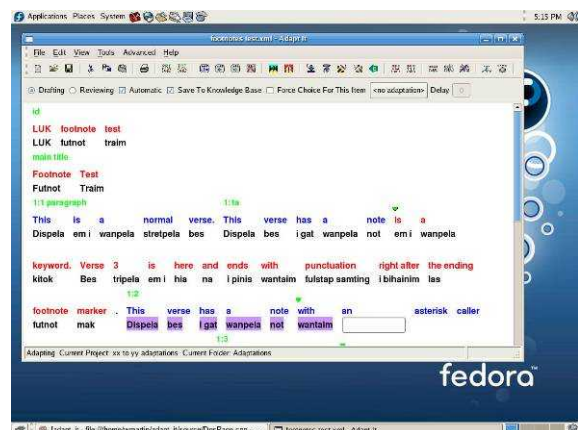 Applications Places System
5:15 PM
footnotes test.xml - Adapt It
File Edit View Tools Advanced Help
Drafting Reviewing Automatic Save To Knowledge Base Force Choice For This Item <no adaptation> Delay 0
id
LUK footnote test
LUK futnot traim
main title
Footnote Test
Futnot Traim
1:1 paragraph 1:1a
This is a normal verse. This verse has a note is a
Dispela em i wanpela stretpela bes Dispela bes i gat wanpela not em i wanpela
keyword. Verse 3 is here and ends with punctuation right after the ending
kitok Bes tripela em i hia na i pinis wantaim fulstap samting i bihainim las
1:2
footnote marker . This verse has a note with an asterisk caller
futnot mak Dispela bes i gat wanpela not wantaim
1:3
Adapting Current Project: xx to yy adaptations Current Folder: Adaptations
fedora
footnotes test.xml - Adapt It